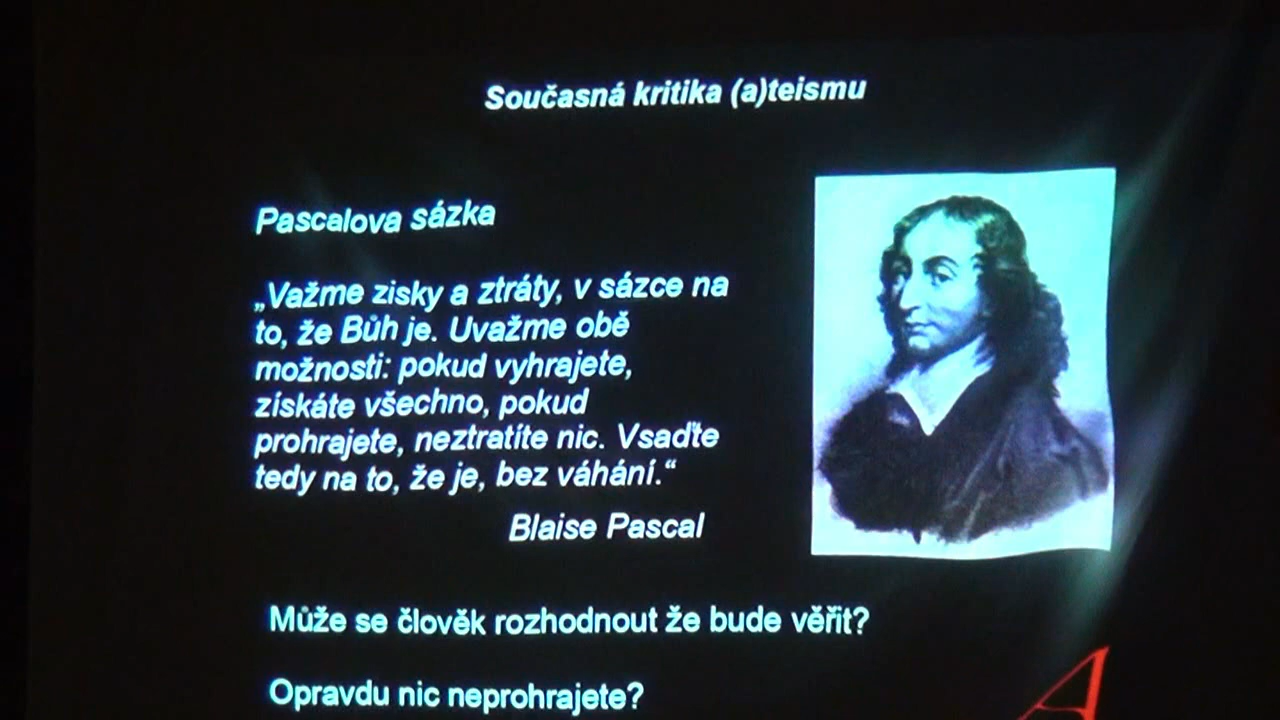 Současná kritika (a)teismu
Pascalova sázka
„Važme zisky a ztráty, v sázce na
to, že Bůh je. Uvažme obě
možnosti: pokud vyhrajete,
získáte všechno, pokud
prohrajete, neztratíte nic. Vsaďte
tedy na to, že je, bez váhání.“
Blaise Pascal
Může se člověk rozhodnout že bude věřit?
Opravdu nic neprohrajete?
A